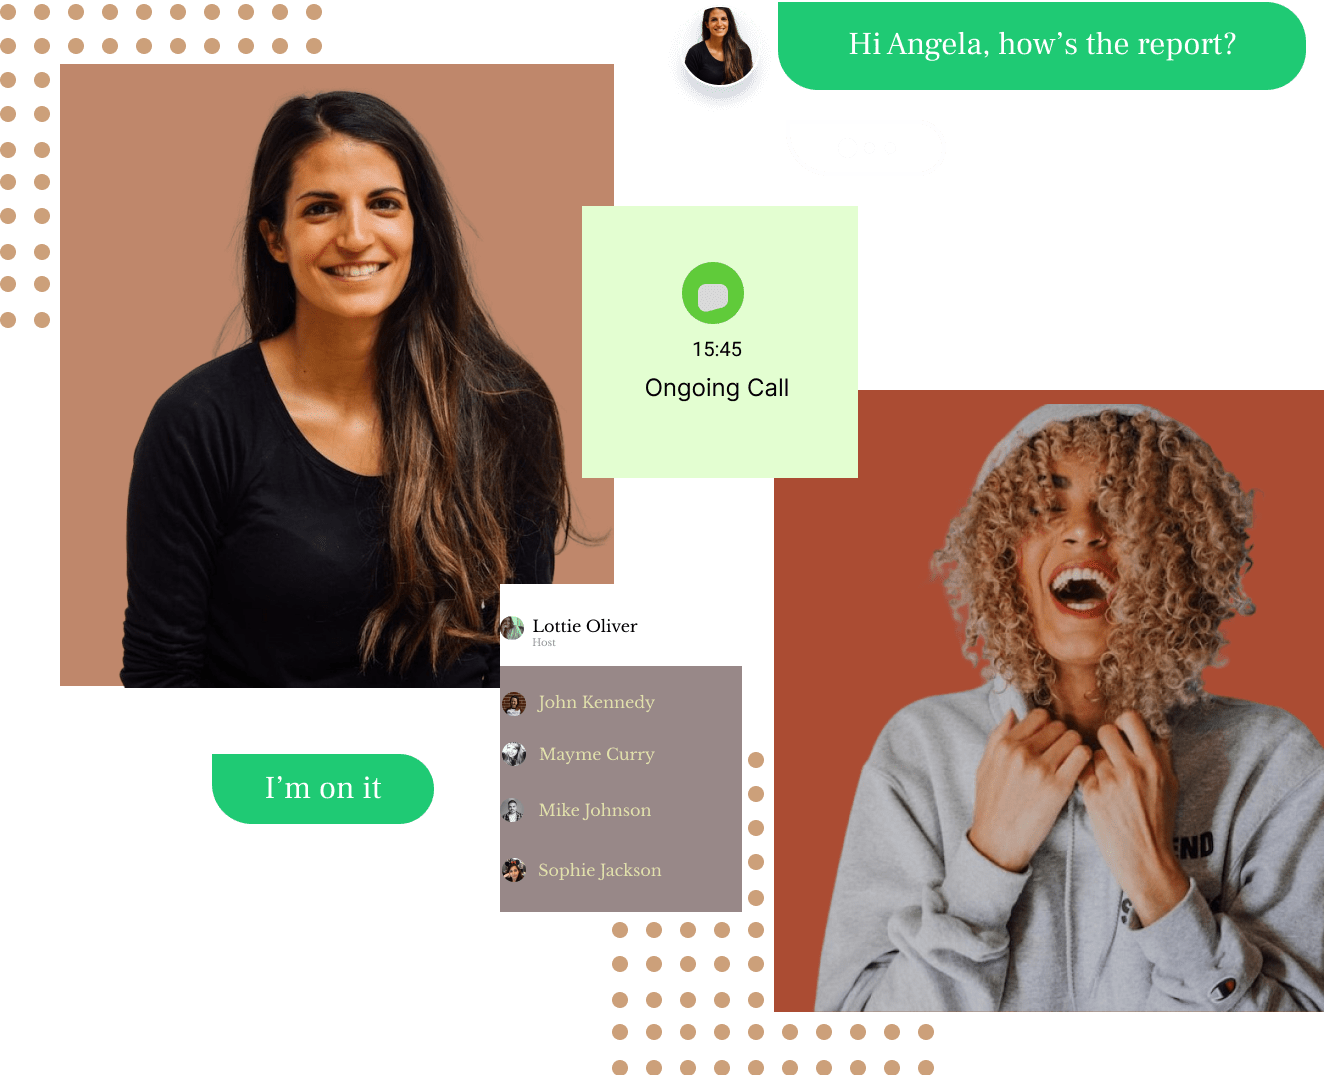 Hi Angela, how’s the report?
15:45
Ongoing Call
Lottie Oliver
Host
John Kennedy
Mayme Curry
Mike Johnson
Sophie Jackson
I’m on it
END